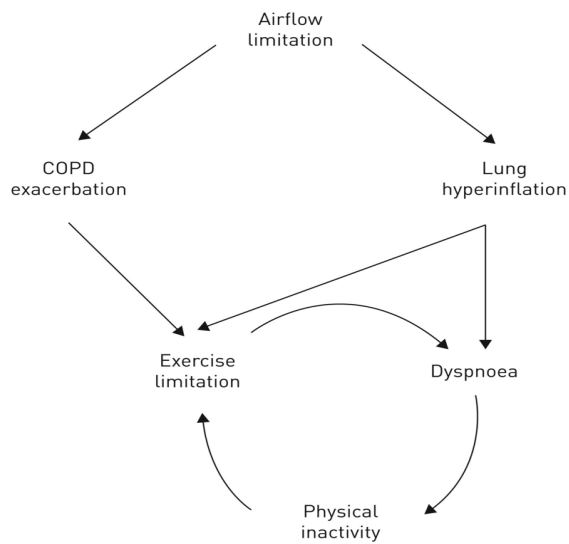 Airflow
limitation
COPD
exacerbation
Lung
hyperinflation
Exercise
limitation
Dyspnoea
Physical
inactivity